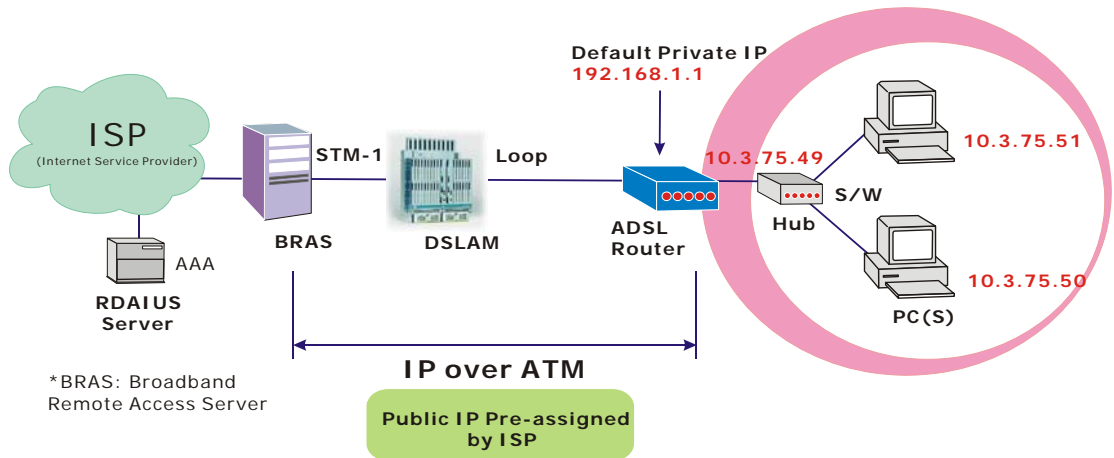 ISP
(Internet Service Provider)
AAA
RDAIUS
Server
*BRAS: Broadband
Remote Access Server
BRAS
STM-1
DSLAM
Loop
Default Private IP
192.168.1.1
ADSL
Router
10.3.75.49
S/W
Hub
10.3.75.51
10.3.75.50
PC(S)
IP over ATM
Public IP Pre-assigned
by ISP